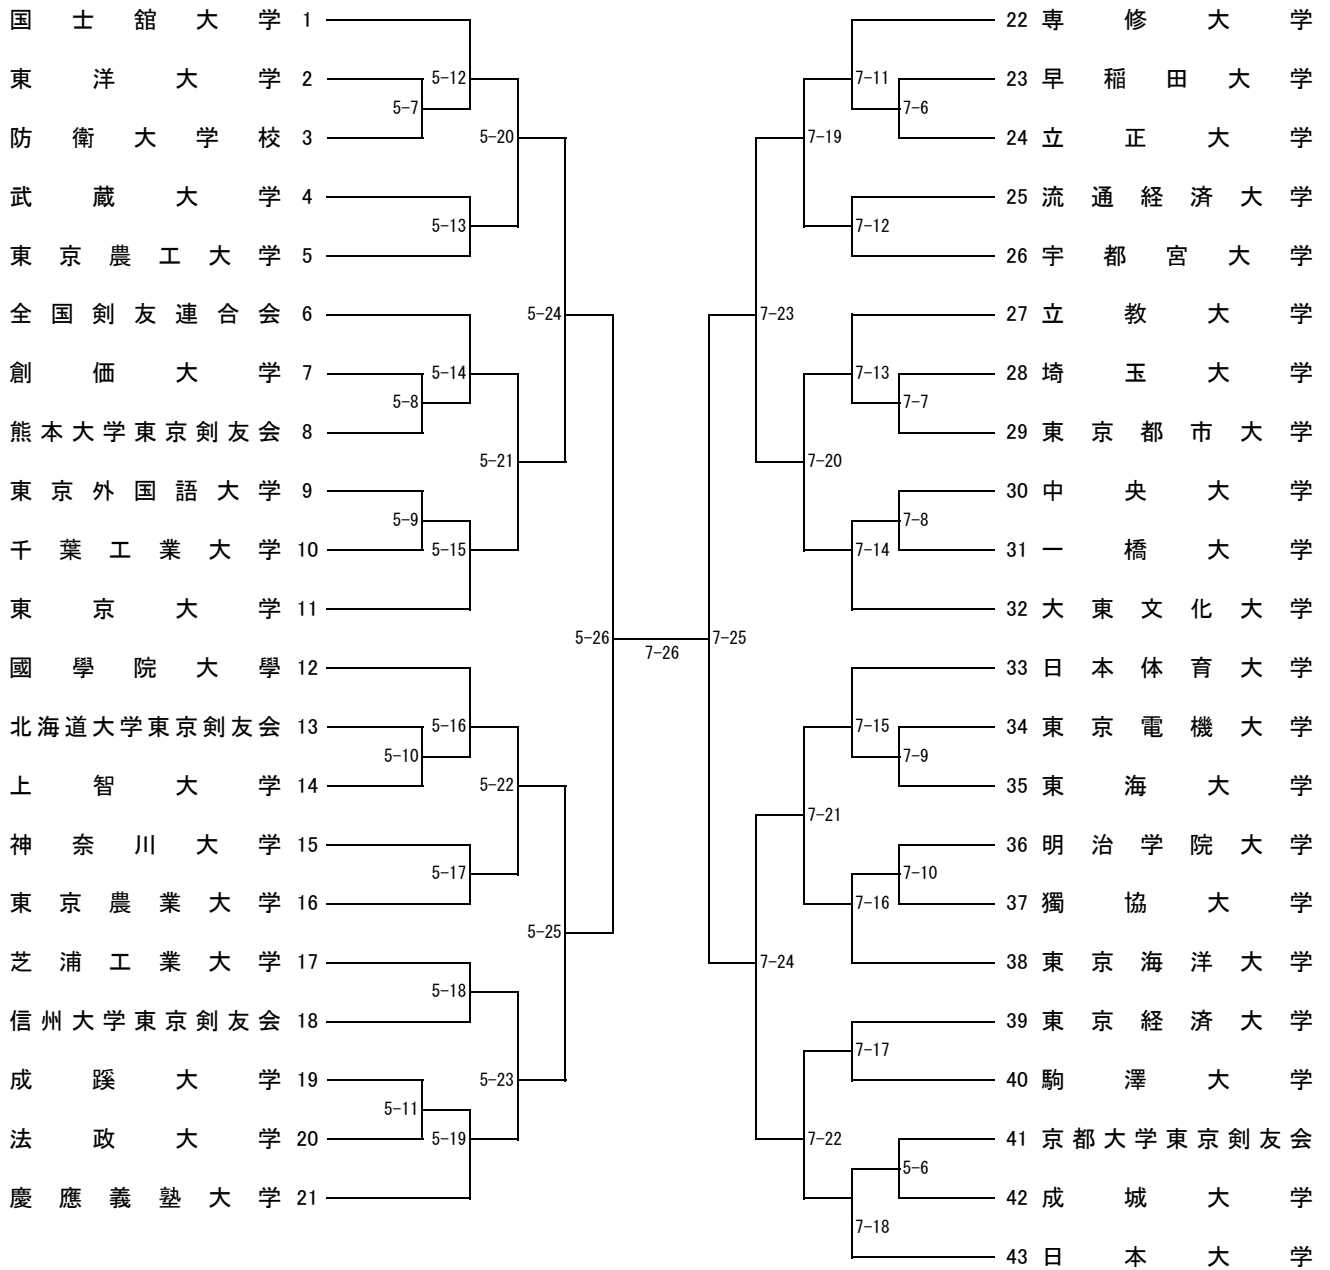 国士舘大学 1
東洋大学 2
防衛大学校 3
武蔵大学 4
東京農工大学 5
全国剣友連合会 6
創価大学 7
熊本大学東京剣友会 8
東京外国語大学 9
千葉工業大学 10
東京大学 11
國學院大學 12
北海道大学東京剣友会 13
上智大学 14
神奈川大学 15
東京農業大学 16
芝浦工業大学 17
信州大学東京剣友会 18
成蹊大学 19
法政大学 20
慶應義塾大学 21
5-7
5-8
5-9
5-10
5-11
5-12
5-13
5-14
5-15
5-16
5-17
5-18
5-19
5-20
5-21
5-22
5-23
5-24
5-25
5-26
7-26
7-25
7-23
7-24
7-19
7-20
7-21
7-22
7-11
7-12
7-13
7-14
7-15
7-16
7-17
7-18
7-6
7-7
7-8
7-9
7-10
5-6
22 専修大学
23 早稲田大学
24 立正大学
25 流通経済大学
26 宇都宮大学
27 立教大学
28 埼玉大学
29 東京都市大学
30 中央大学
31 一橋大学
32 大東文化大学
33 日本体育大学
34 東京電機大学
35 東海大学
36 明治学院大学
37 獨協大学
38 東京海洋大学
39 東京経済大学
40 駒澤大学
41 京都大学東京剣友会
42 成城大学
43 日本大学